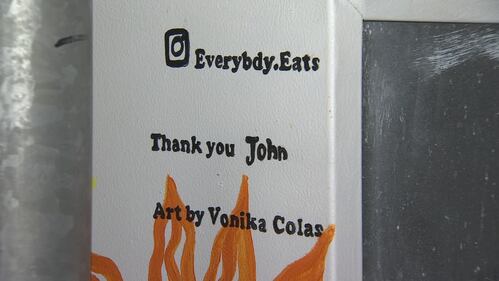 Everybdy.Eats
Thank you John
Art by Vonika Colas